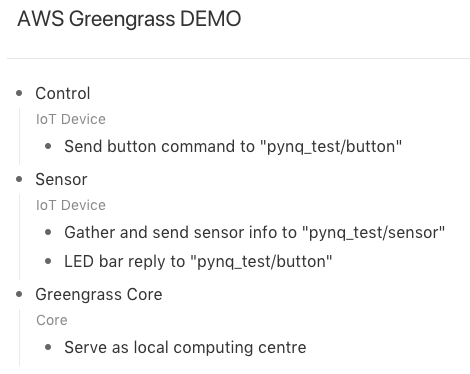 AWS Greengrass DEMO
Control
IoT Device
Send button command to "pynq_test/button"
Sensor
IoT Device
Gather and send sensor info to "pynq_test/sensor"
LED bar reply to "pynq_test/button"
Greengrass Core
Core
Serve as local computing centre